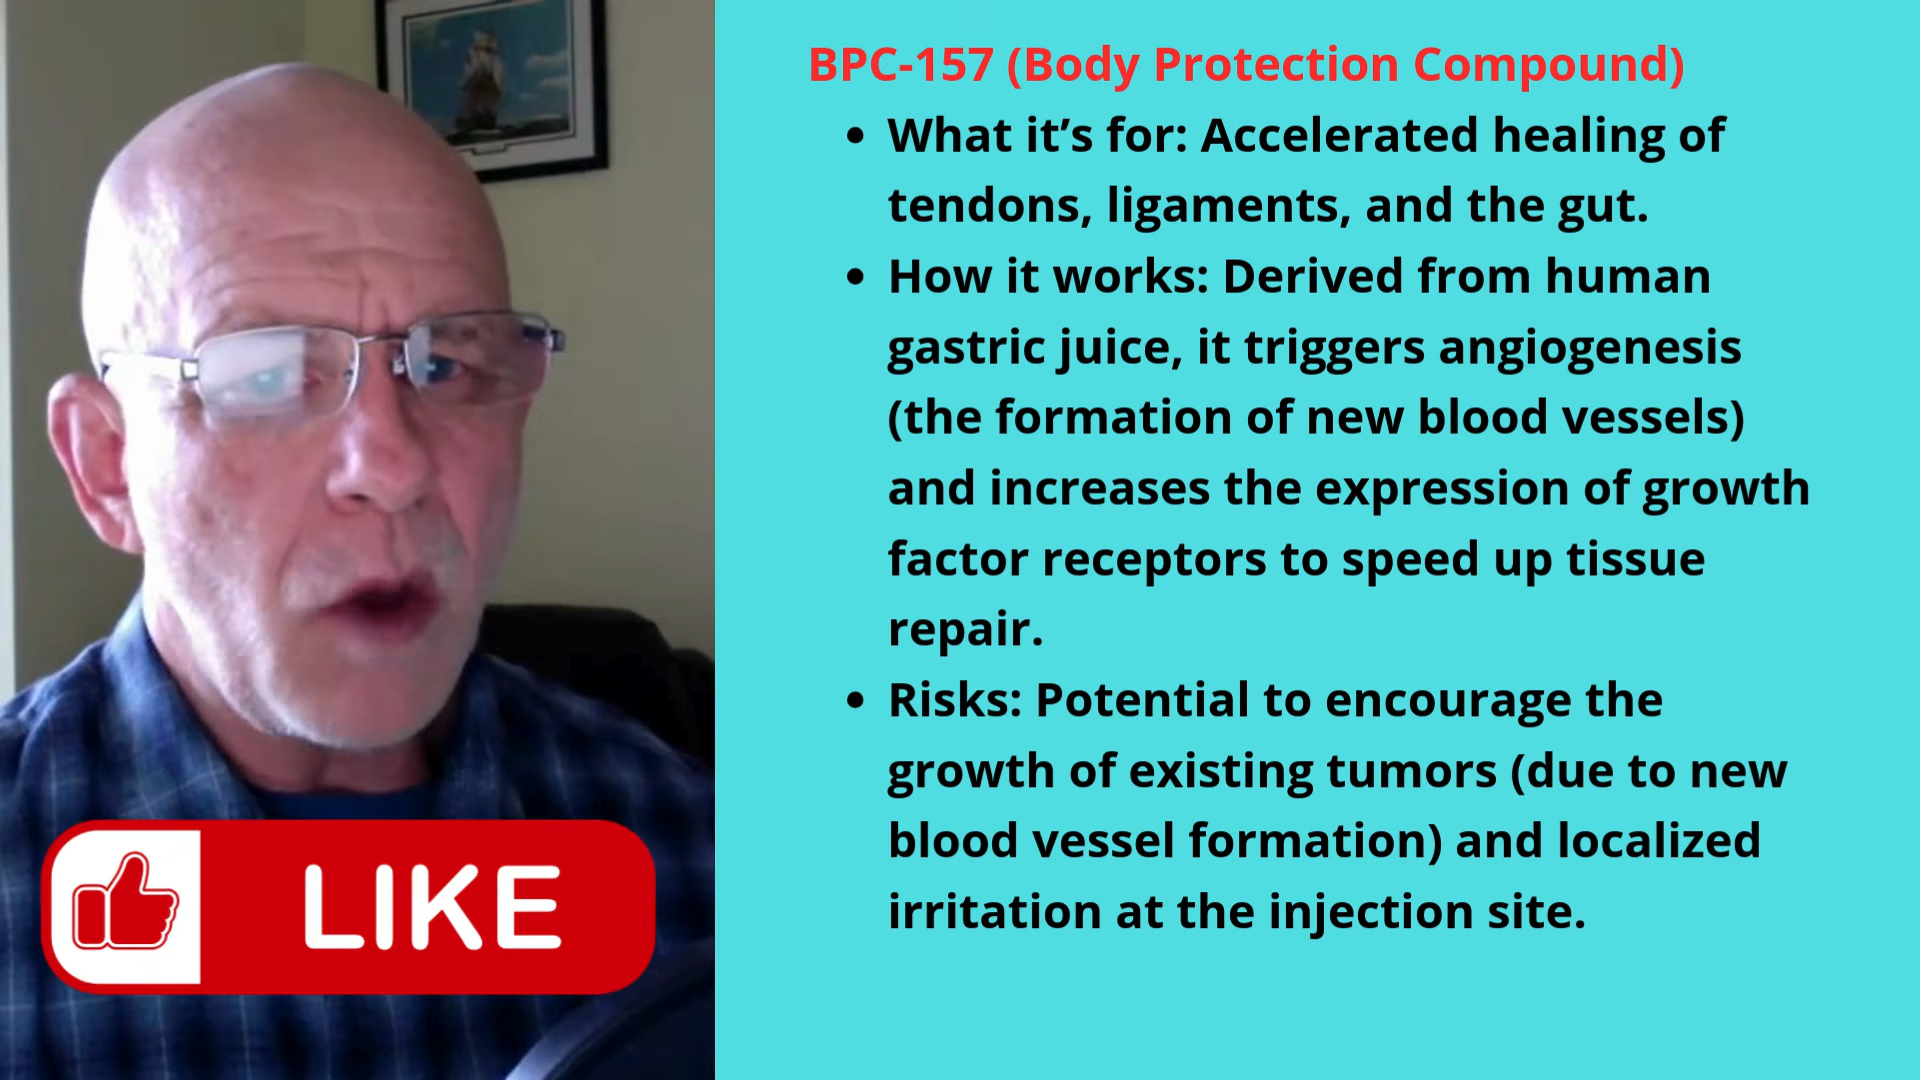 BPC-157 (Body Protection Compound)
• What it’s for: Accelerated healing of
tendons, ligaments, and the gut.
• How it works: Derived from human
gastric juice, it triggers angiogenesis
(the formation of new blood vessels)
and increases the expression of growth
factor receptors to speed up tissue
repair.
• Risks: Potential to encourage the
growth of existing tumors (due to new
blood vessel formation) and localized
irritation at the injection site.
LIKE